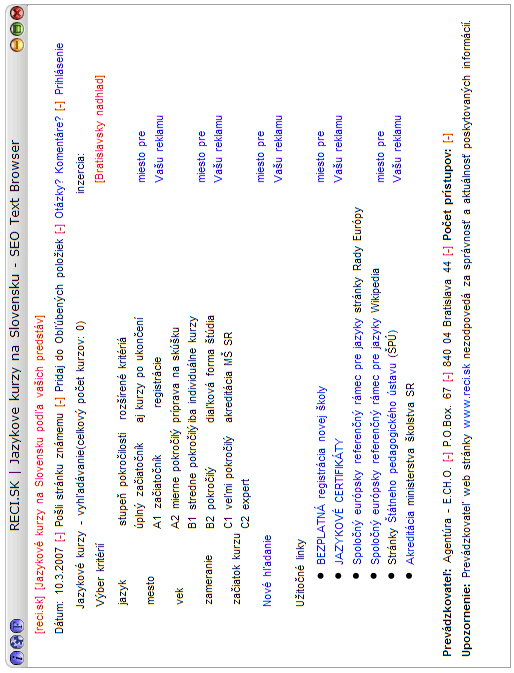 RECI.SK | Jazykove kurzy na Slovensku - SEO Text Browser
[reci.sk] [Jazykové kurzy na Slovensku podľa vašich predstáv]
Dátum: 10.3.2007 [-] Pošli stránku známemu [-] Pridaj do Obľúbených položiek [-] Otázky? Komentáre? [-] Prihlásenie
Jazykové kurzy - vyhľadávanie(celkový počet kurzov: 0) inzercia:
Výber kritérií [Bratislavsky nadhlad]
jazyk stupeň pokročilosti rozšírené kritériá
úplný začiatočník aj kurzy po ukončení miesto pre
mesto A1 začiatočník registrácie Vašu reklamu
A2 mierne pokročilý príprava na skúšku
vek B1 stredne pokročilý iba individuálne kurzy miesto pre
zameranie B2 pokročilý diaľková forma štúdia Vašu reklamu
C1 veľmi pokročilý akreditácia MŠ SR
začiatok kurzu C2 expert
Nové hľadanie miesto pre
Vašu reklamu
Užitočné linky
BEZPLATNÁ registrácia novej školy miesto pre
JAZYKOVÉ CERTIFIKÁTY Vašu reklamu
Spoločný európsky referenčný rámec pre jazyky stránky Rady Európy
Spoločný európsky referenčný rámec pre jazyky Wikipedia miesto pre
Stránky Štátneho pedagogického ústavu (ŠPÚ) Vašu reklamu
Akreditácia ministerstva školstva SR
Prevádzkovateľ: Agentúra - E.CH.O. [-] P.O.Box. 67 [-] 840 04 Bratislava 44 [-] Počet prístupov: [-]
Upozornenie: Prevádzkovateľ web stránky www.reci.sk nezodpovedá za správnosť a aktuálnosť poskytovaných informácií.